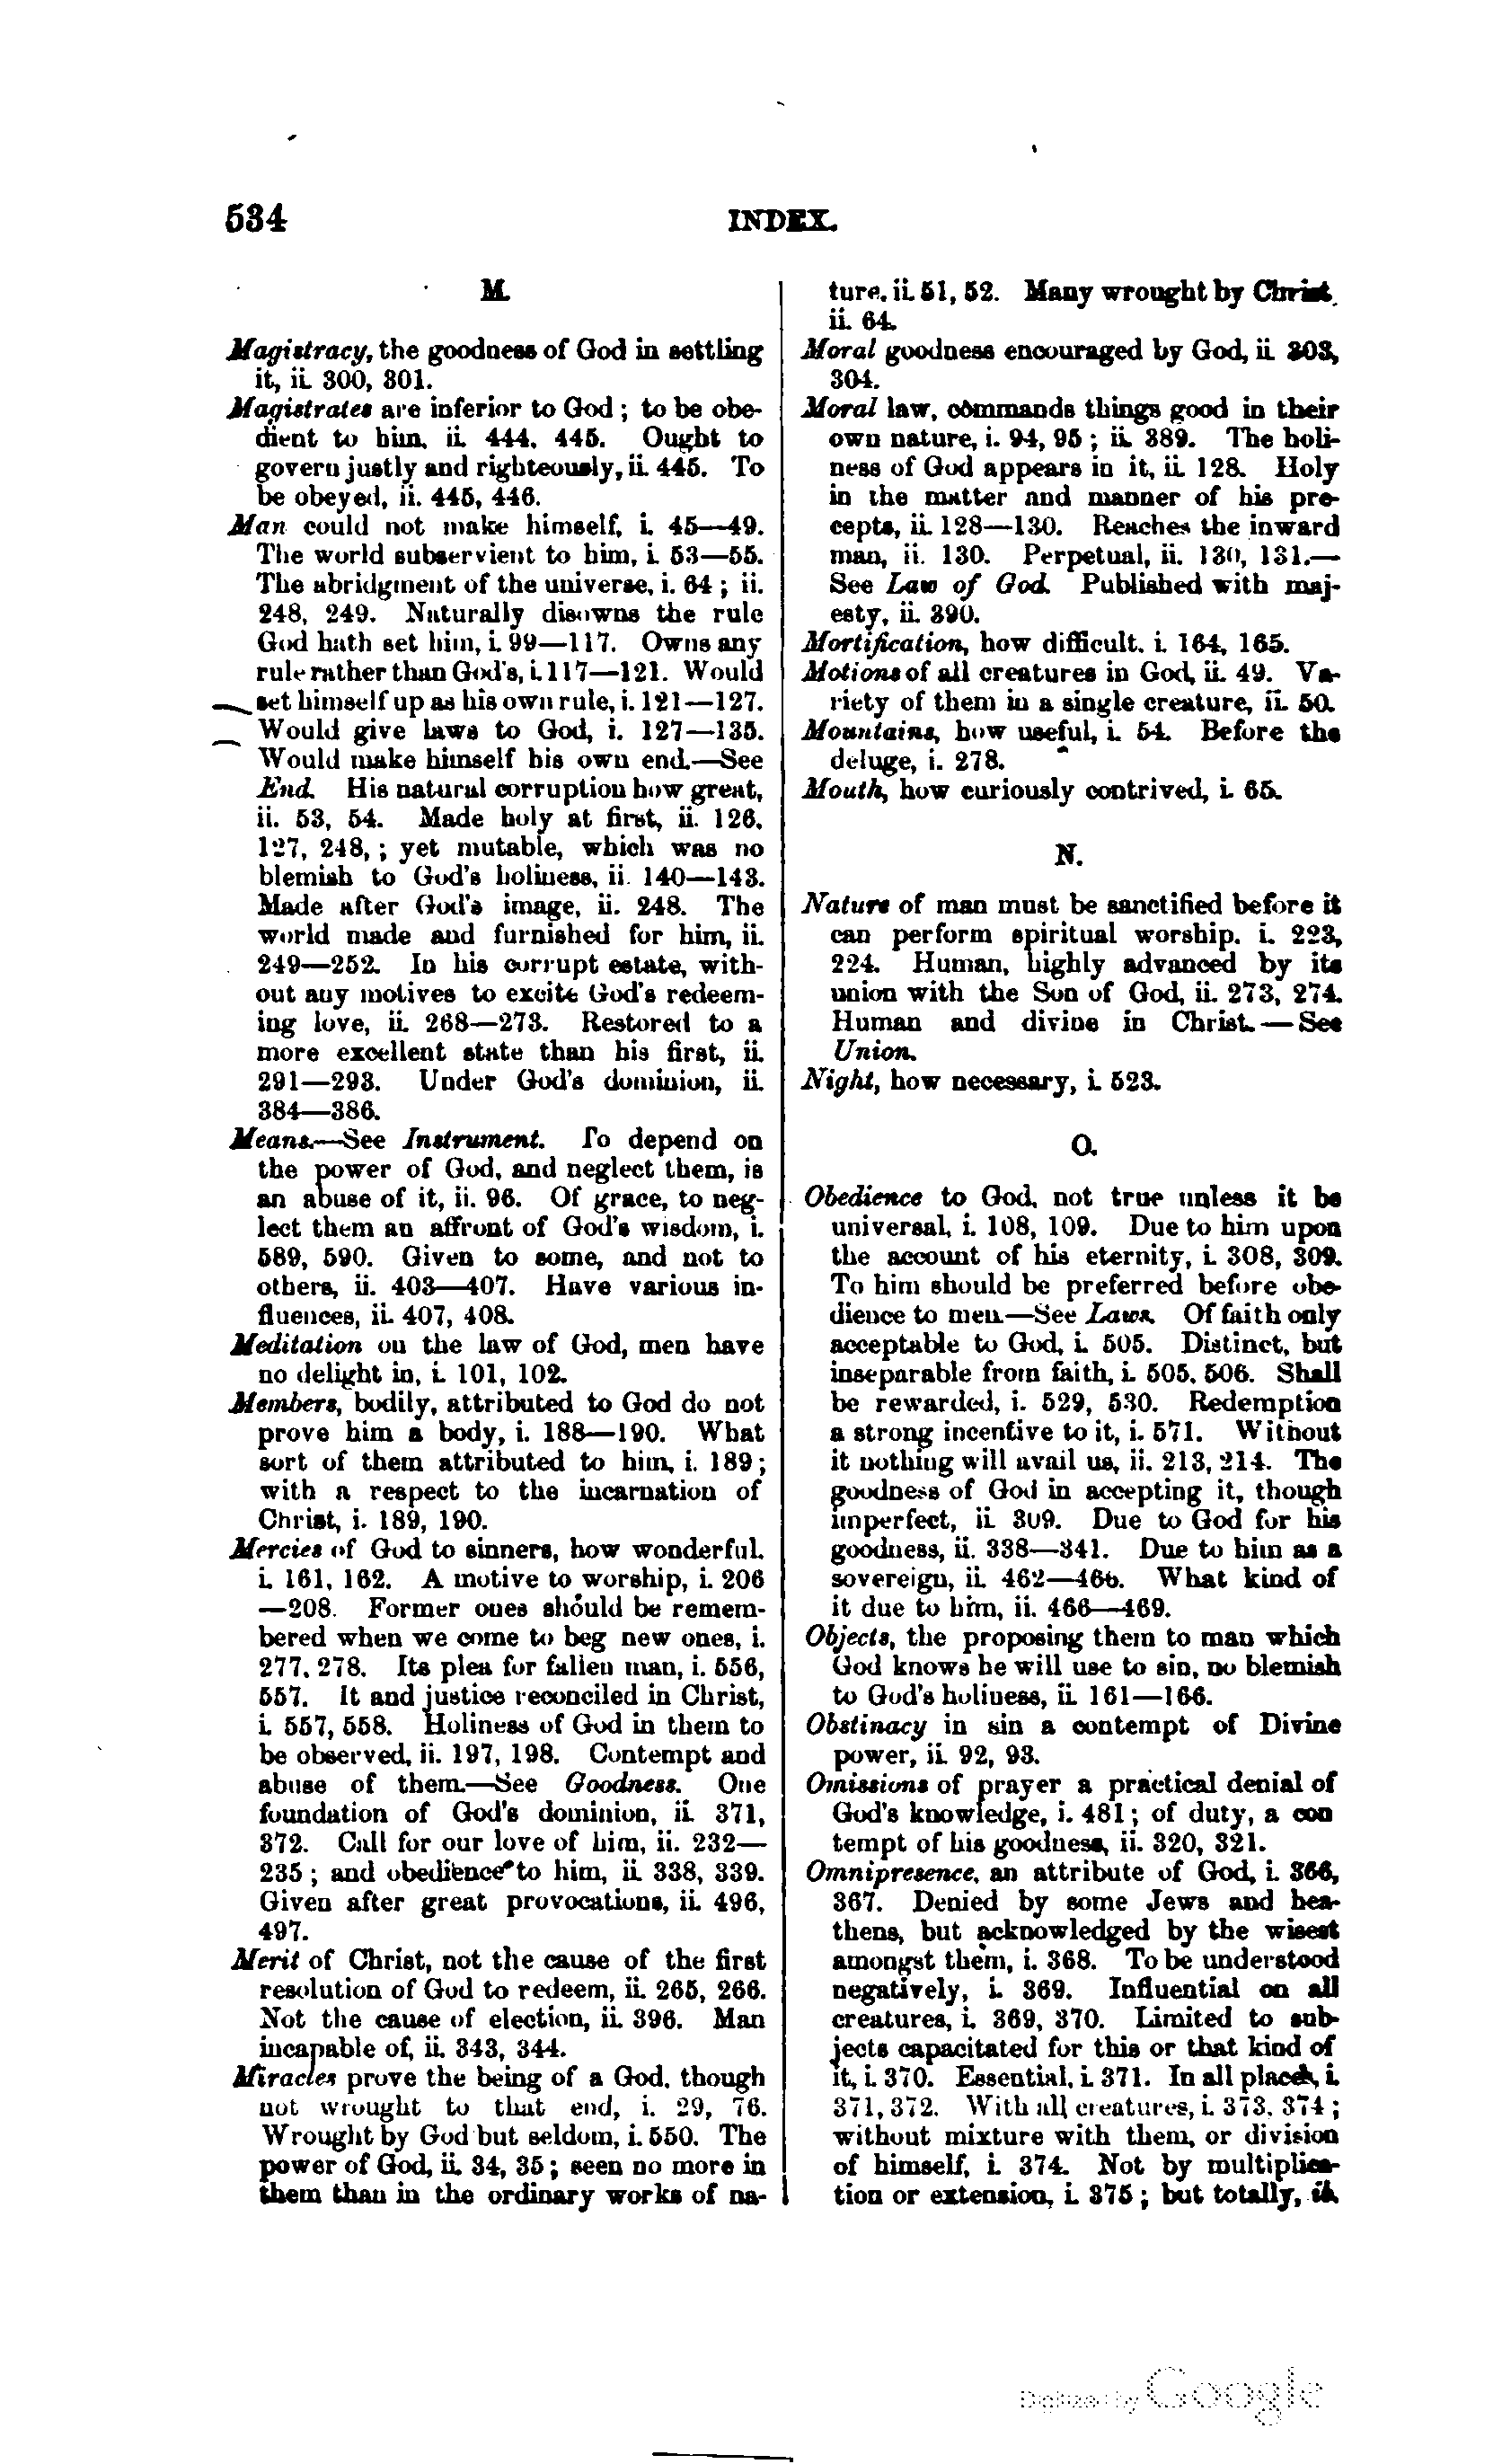 534
INDEX.
M.
Magistracy, the goodness of God in settling
it, ii. 300, 301.
Magistrates are inferior to God ; to be obe-
dient to him, ii. 444, 445. Ought to
govern justly and righteously, ii. 445. To
be obeyed, ii. 445, 446.
Man could not make himself, i. 45—49.
The world subservient to him, i. 53—55.
The abridgment of the universe, i. 64 ; ii.
248, 249. Naturally disowns the rule
God hath set him, i. 99—117. Owns any
rule rather than God's, i. 117—121. Would
set himself up as his own rule, i. 121—127.
Would give laws to God, i. 127—135.
Would make himself his own end.—See
End. His natural corruption how great,
ii. 53, 54. Made holy at first, ii. 126,
127, 248, ; yet mutable, which was no
blemish to God's holiness, ii. 140—143.
Made after God's image, ii. 248. The
world made and furnished for him, ii.
249—252. In his corrupt estate, with-
out any motives to excite God's redeem-
ing love, ii. 268—273. Restored to a
more excellent state than his first, ii.
291—293. Under God's dominion, ii.
384—386.
Means.—See Instrument. To depend on
the power of God, and neglect them, is
an abuse of it, ii. 96. Of grace, to neg-
lect them an affront of God's wisdom, i.
589, 590. Given to some, and not to
others, ii. 403—407. Have various in-
fluences, ii. 407, 408.
Meditation on the law of God, men have
no delight in, i. 101, 102.
Members, bodily, attributed to God do not
prove him a body, i. 188—190. What
sort of them attributed to him, i. 189 ;
with a respect to the incarnation of
Christ, i. 189, 190.
Mercies of God to sinners, how wonderful.
i. 161, 162. A motive to worship, i. 206
—208. Former ones should be remem-
bered when we come to beg new ones, i.
277, 278. Its plea for fallen man, i. 556,
557. It and justice reconciled in Christ,
i. 557, 558. Holiness of God in them to
be observed, ii. 197, 198. Contempt and
abuse of them.—See Goodness. One
foundation of God's dominion, ii. 371,
372. Call for our love of him, ii. 232—
235 ; and obedience to him, ii. 338, 339.
Given after great provocations, ii. 496,
497.
Merit of Christ, not the cause of the first
resolution of God to redeem, ii. 265, 266.
Not the cause of election, ii. 396. Man
incapable of, ii. 343, 344.
Miracles prove the being of a God, though
not wrought to that end, i. 29, 76.
Wrought by God but seldom, i. 550. The
power of God, ii. 34, 35 ; seen no more in
them than in the ordinary works of na-
ture, ii. 51, 52. Many wrought by Christ,
ii. 64.
Moral goodness encouraged by God, ii. 303,
304.
Moral law, commands things good in their
own nature, i. 94, 95 ; ii. 389. The holi-
ness of God appears in it, ii. 128. Holy
in the matter and manner of his pre-
cepts, ii. 128—130. Reaches the inward
man, ii. 130. Perpetual, ii. 130, 131.—
See Law of God. Published with maj-
esty, ii. 390.
Mortification, how difficult, i. 164, 165.
Motions of all creatures in God, ii. 49. Va-
riety of them in a single creature, ii. 50.
Mountains, how useful, i. 54. Before the
deluge, i. 278.
Mouth, how curiously contrived, i. 65.
N.
Nature of man must be sanctified before it
can perform spiritual worship. i. 223,
224. Human, highly advanced by its
union with the Son of God, ii. 273, 274.
Human and divine in Christ.—See
Union.
Night, how necessary, i. 523.
O.
Obedience to God, not true unless it be
universal, i. 108, 109. Due to him upon
the account of his eternity, i. 308, 309.
To him should be preferred before obe-
dience to men.—See Laws. Of faith only
acceptable to God, i. 505. Distinct, but
inseparable from faith, i. 505, 506. Shall
be rewarded, i. 529, 530. Redemption
a strong incentive to it, i. 571. Without
it nothing will avail us, ii. 213, 214. The
goodness of God in accepting it, though
imperfect, ii. 309. Due to God for his
goodness, ii. 338—341. Due to him as a
sovereign, ii. 462—466. What kind of
it due to him, ii. 466—469.
Objects, the proposing them to man which
God knows he will use to sin, no blemish
to God's holiness, ii. 161—166.
Obstinacy in sin a contempt of Divine
power, ii. 92, 93.
Omissions of prayer a practical denial of
God's knowledge, i. 481 ; of duty, a con
tempt of his goodness, ii. 320, 321.
Omnipresence, an attribute of God, i. 366,
367. Denied by some Jews and hea-
thens, but acknowledged by the wisest
amongst them, i. 368. To be understood
negatively, i. 369. Influential on all
creatures, i. 369, 370. Limited to sub-
jects capacitated for this or that kind of
it, i. 370. Essential, i. 371. In all places, i.
371, 372. With all creatures, i. 373, 374 ;
without mixture with them, or division
of himself, i. 374. Not by multiplica-
tion or extension, i. 375 ; but totally,
Digitized by Google